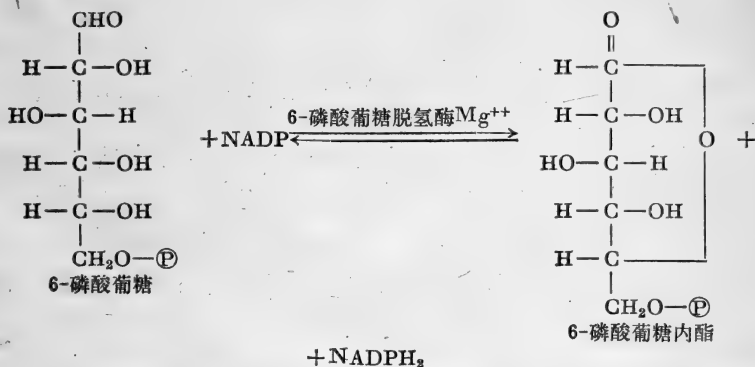 CHO
H—C—OH
HO—C—H
H—C—OH
H—C—OH
CH₂O—Ⓟ
6-磷酸葡糖
+NADP
6-磷酸葡糖脱氢酶Mg⁺⁺
O
H—C
H—C—OH
O
HO—C—H
H—C—OH
H—C
CH₂O—Ⓟ
6-磷酸葡糖内酯
+
+NADPH₂